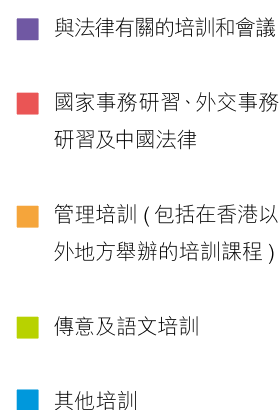 與法律有關的培訓和會議
國家事務研習、外交事務
研習及中國法律
管理培訓 (包括在香港以
外地方舉辦的培訓課程 )
傳意及語文培訓
其他培訓